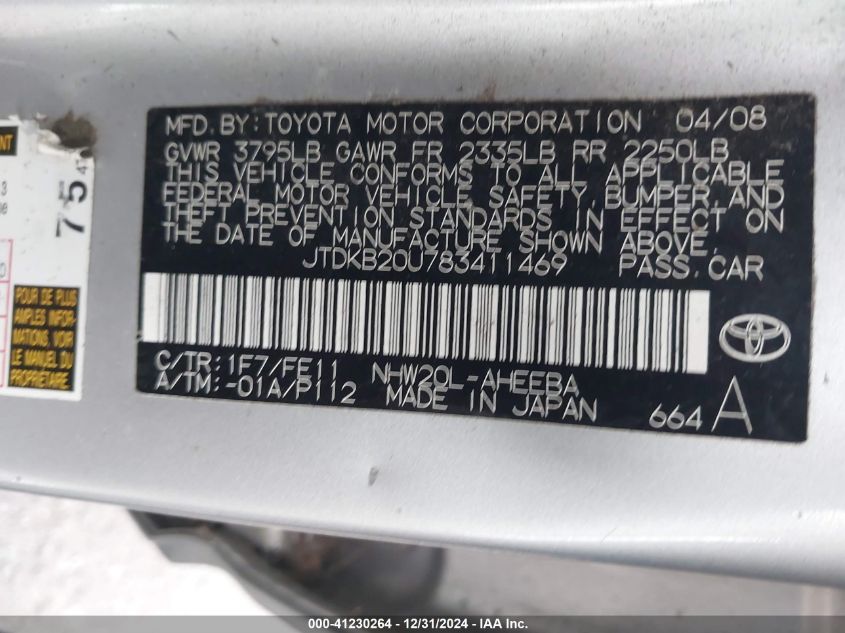 MFD. BY: TOYOTA MOTOR CORPORATION 04/08
GVWR 3795LB GAWR FR 2335LB RR 2250LB
THIS VEHICLE CONFORMS TO ALL APPLICABLE
FEDERAL MOTOR VEHICLE SAFETY, BUMPER, AND
THEFT PREVENTION STANDARDS IN EFFECT ON
THE DATE OF MANUFACTURE SHOWN ABOVE.
JTDKB20U783411469 PASS. CAR
C/TR: 1F7/FE11 NHW20L-AHEEBA
A/TM: -01A/P112 MADE IN JAPAN
664 A
75
POUR DE PLUS
AMPLES INFOR-
MATIONS, VOIR
LE MANUEL DU
000-41230264 - 12/31/2024 - IAA Inc.